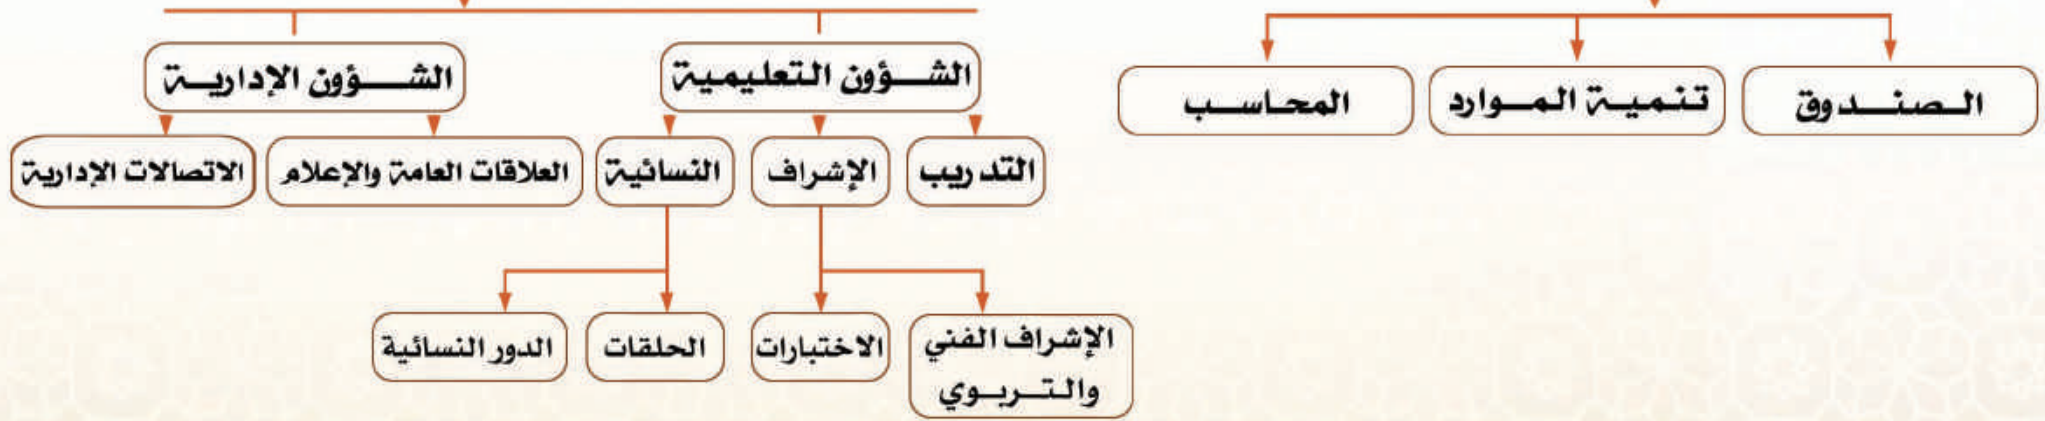 الشؤون التعليمية
الشؤون الإدارية
الصندوق
تنمية الموارد
المحاسب
التدريب
الإشراف
النسائية
العلاقات العامة والإعلام
الاتصالات الإدارية
الإشراف الفني
والتربوي
الاختبارات
الحلقات
الدور النسائية